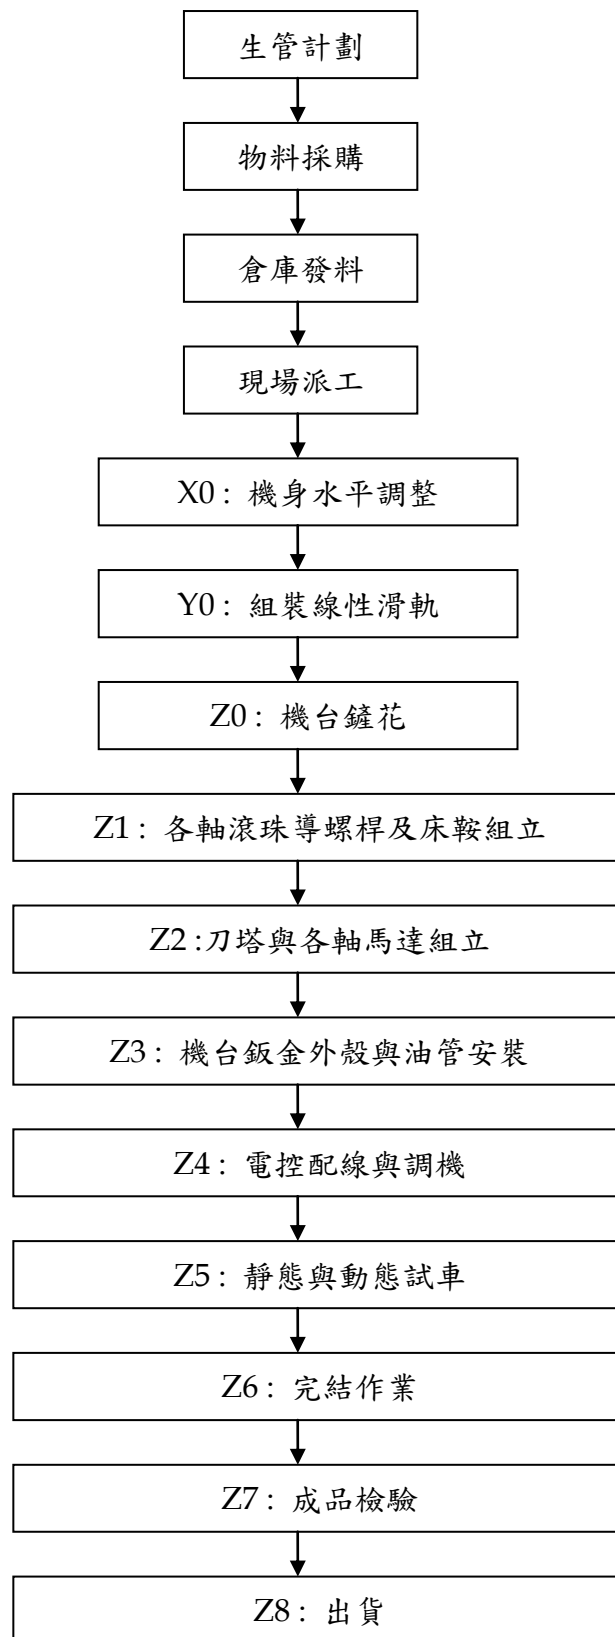 生管計劃
物料採購
倉庫發料
現場派工
X0：機身水平調整
Y0：組裝線性滑軌
Z0：機台鏟花
Z1：各軸滾珠導螺桿及床鞍組立
Z2 :刀塔與各軸馬達組立
Z3：機台鈑金外殼與油管安裝
Z4：電控配線與調機
Z5：靜態與動態試車
Z6：完結作業
Z7：成品檢驗
Z8：出貨